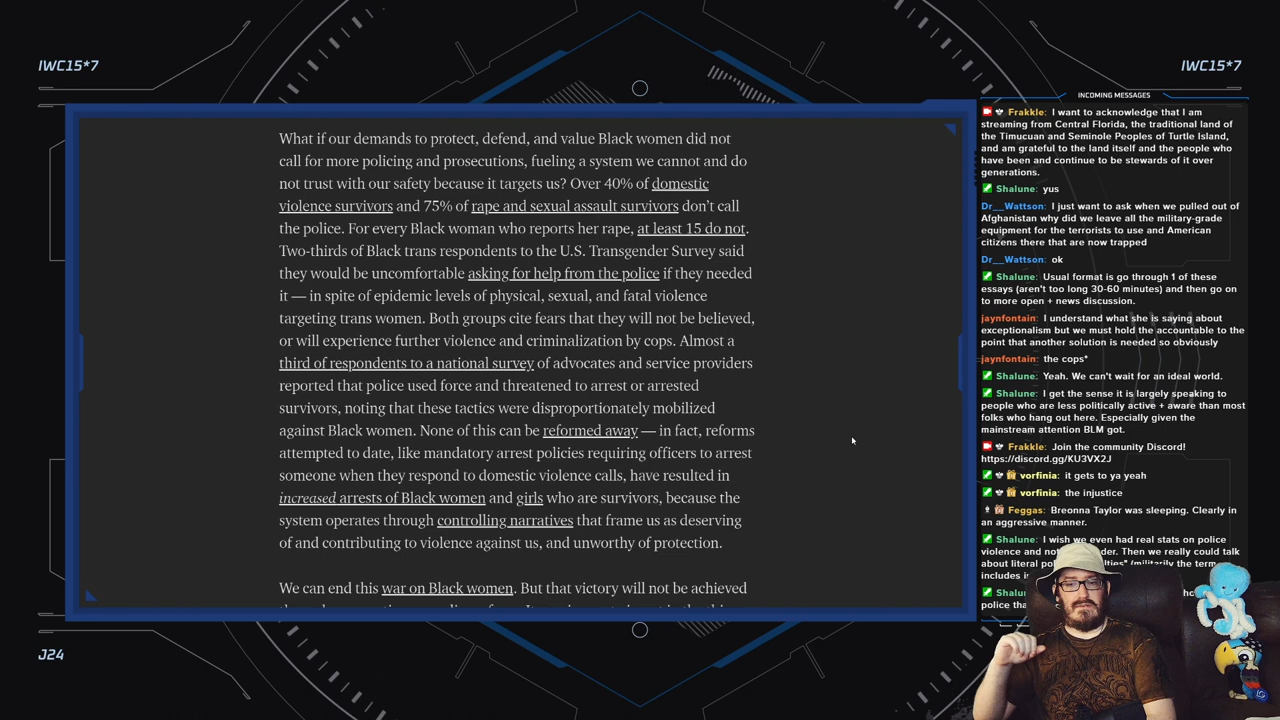 IWC15*7
IWC15*7
What if our demands to protect, defend, and value Black women did not
call for more policing and prosecutions, fueling a system we cannot and do
not trust with our safety because it targets us? Over 40% of domestic
violence survivors and 75% of rape and sexual assault survivors don't call
the police. For every Black woman who reports her rape, at least 15 do not.
Two-thirds of Black trans respondents to the U.S. Transgender Survey said
they would be uncomfortable asking for help from the police if they needed
it — in spite of epidemic levels of physical, sexual, and fatal violence
targeting trans women. Both groups cite fears that they will not be believed,
or will experience further violence and criminalization by cops. Almost a
third of respondents to a national survey of advocates and service providers
reported that police used force and threatened to arrest or arrested
survivors, noting that these tactics were disproportionately mobilized
against Black women. None of this can be reformed away — in fact, reforms
attempted to date, like mandatory arrest policies requiring officers to arrest
someone when they respond to domestic violence calls, have resulted in
increased arrests of Black women and girls who are survivors, because the
system operates through controlling narratives that frame us as deserving
of and contributing to violence against us, and unworthy of protection.
We can end this war on Black women. But that victory will not be achieved
J24
INCOMING MESSAGES
Frakkle: I want to acknowledge that I am
streaming from Central Florida, the traditional land of
the Timucuan and Seminole Peoples of Turtle Island,
and am grateful to the land itself and the people who
have been and continue to be stewards of it over
generations.
Shalune: yus
Dr__Wattson: I just want to ask when we pulled out of
Afghanistan why did we leave all the military-grade
equipment for the terrorists to use and American
citizens there that are now trapped
Dr__Wattson: ok
Shalune: Usual format is go through 1 of these
essays (aren't too long 30-60 minutes) and then go on
to more open + news discussion.
jaynfontain: I understand what she is saying about
exceptionalism but we must hold the accountable to the
point that another solution is needed so obviously
jaynfontain: the cops*
Shalune: Yeah. We can't wait for an ideal world.
Shalune: I get the sense it is largely speaking to
people who are less politically active + aware than most
folks who hang out here. Especially given the
mainstream attention BLM got.
Frakkle: Join the community Discord!
https://discord.gg/KU3VX2J
vorfinia: it gets to ya yeah
vorfinia: the injustice
Feggas: Breonna Taylor was sleeping. Clearly in
an aggressive manner.
Shalune: I wish we even had real stats on police
violence and
Then we really could talk
about literal
the term
includes
police